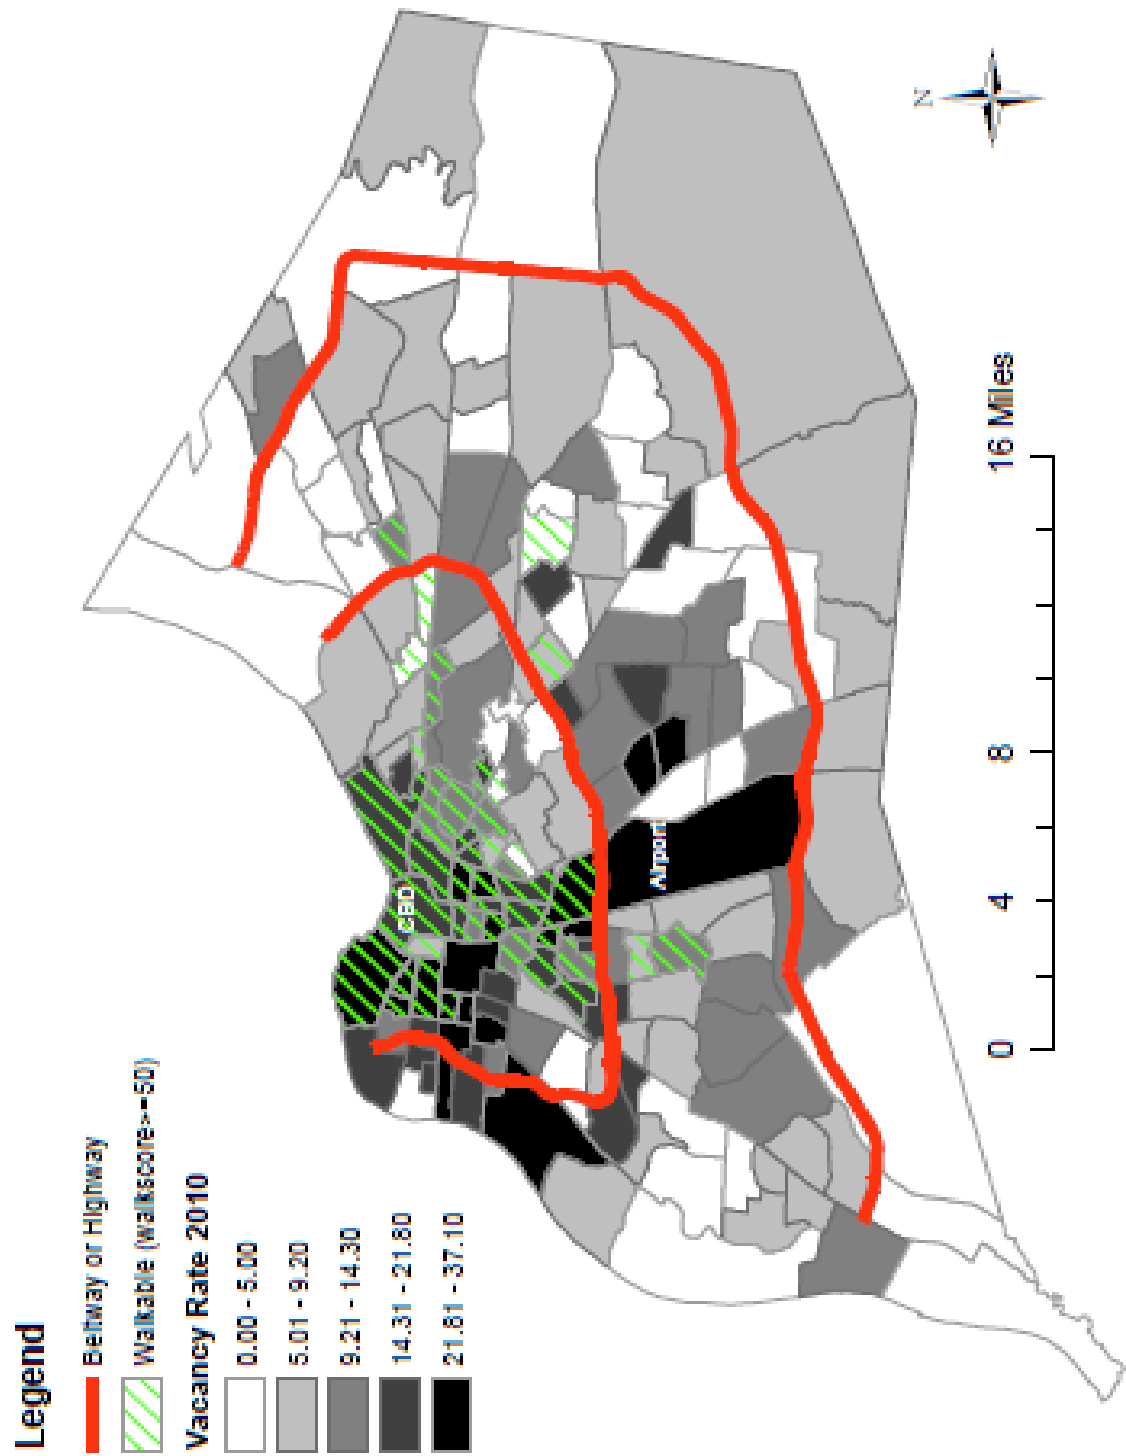 Legend
Beltway or Highway
Walkable (walkscore>=50)
Vacancy Rate 2010
0.00 - 5.00
5.01 - 9.20
9.21 - 14.30
14.31 - 21.80
21.81 - 37.10
CBD
Airport
0 4 8 16 Miles
N